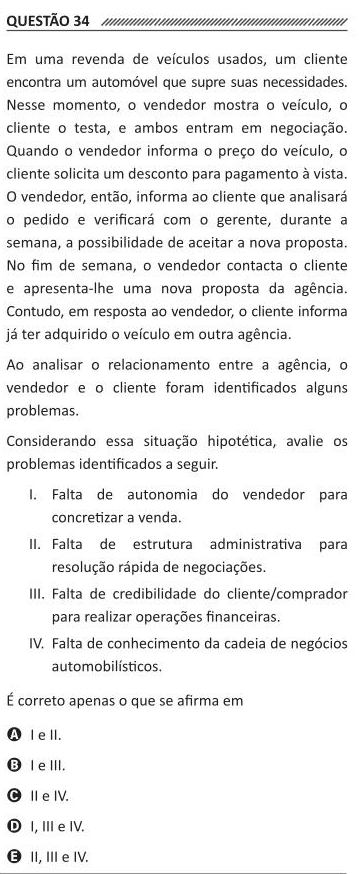 QUESTÃO 34
Em uma revenda de veículos usados, um cliente
encontra um automóvel que supre suas necessidades.
Nesse momento, o vendedor mostra o veículo, o
cliente o testa, e ambos entram em negociação.
Quando o vendedor informa o preço do veículo, o
cliente solicita um desconto para pagamento à vista.
O vendedor, então, informa ao cliente que analisará
o pedido e verificará com o gerente, durante a
semana, a possibilidade de aceitar a nova proposta.
No fim de semana, o vendedor contacta o cliente
e apresenta-lhe uma nova proposta da agência.
Contudo, em resposta ao vendedor, o cliente informa
já ter adquirido o veículo em outra agência.
Ao analisar o relacionamento entre a agência, o
vendedor e o cliente foram identificados alguns
problemas.
Considerando essa situação hipotética, avalie os
problemas identificados a seguir.
I. Falta de autonomia do vendedor para
concretizar a venda.
II. Falta de estrutura administrativa para
resolução rápida de negociações.
III. Falta de credibilidade do cliente/comprador
para realizar operações financeiras.
IV. Falta de conhecimento da cadeia de negócios
automobilísticos.
É correto apenas o que se afirma em
A I e II.
B I e III.
C II e IV.
D I, III e IV.
E II, III e IV.